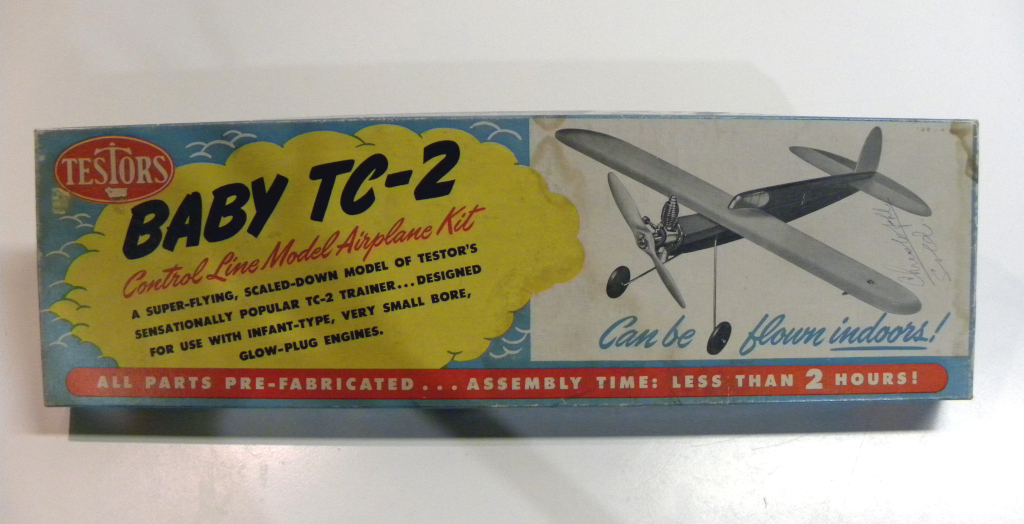 TESTORS
BABY TC-2
Control Line Model Airplane Kit
A SUPER-FLYING, SCALED-DOWN MODEL OF TESTOR'S
SENSATIONALLY POPULAR TC-2 TRAINER...DESIGNED
FOR USE WITH INFANT-TYPE, VERY SMALL BORE,
GLOW-PLUG ENGINES.
Can be flown indoors!
ALL PARTS PRE-FABRICATED... ASSEMBLY TIME: LESS THAN 2 HOURS!